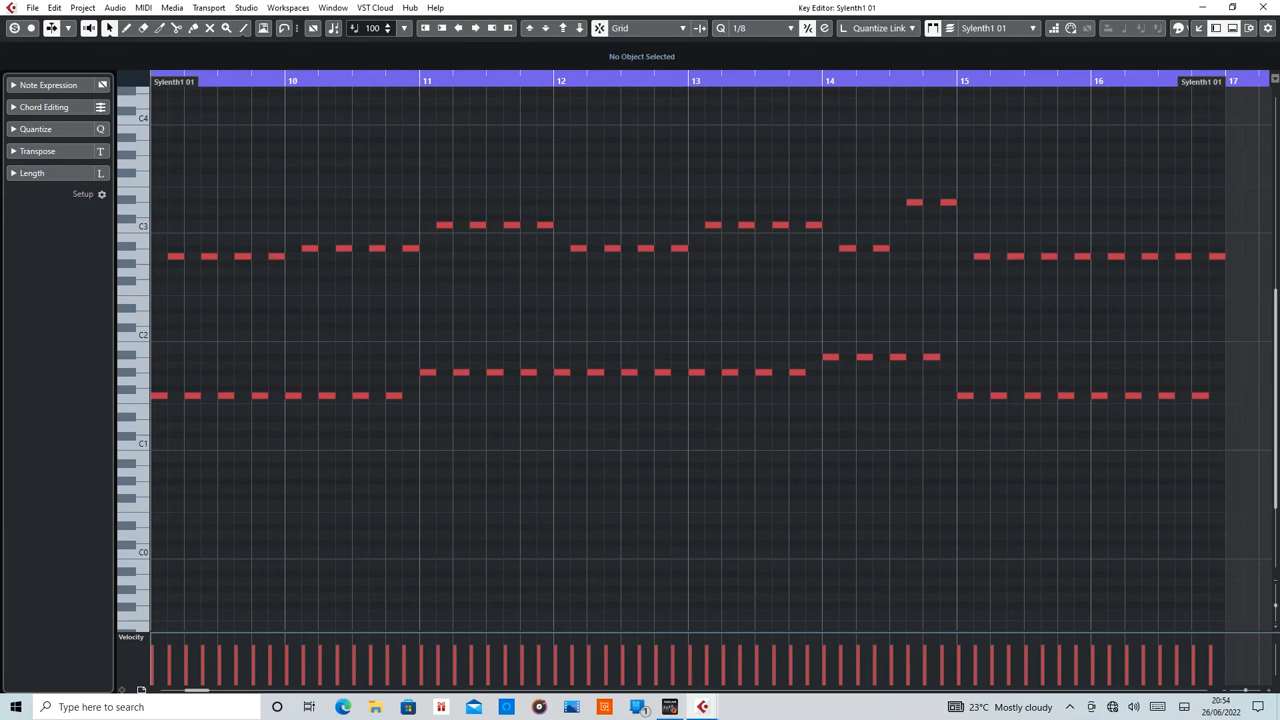 File Edit Project Audio MIDI Media Transport Studio Workspaces Window VST Cloud Hub Help
Key Editor: Sylenth1 01
100 Grid Q 1/8 Quantize Link Sylenth1 01
No Object Selected
Sylenth1 01 10 11 12 13 14 15 16 Sylenth1 01 17
Note Expression
Chord Editing
Quantize Q
Transpose T
Length L
Setup
C4
C3
C2
C1
C0
Velocity
Type here to search
1
23°C Mostly cloudy
20:54
26/06/2022